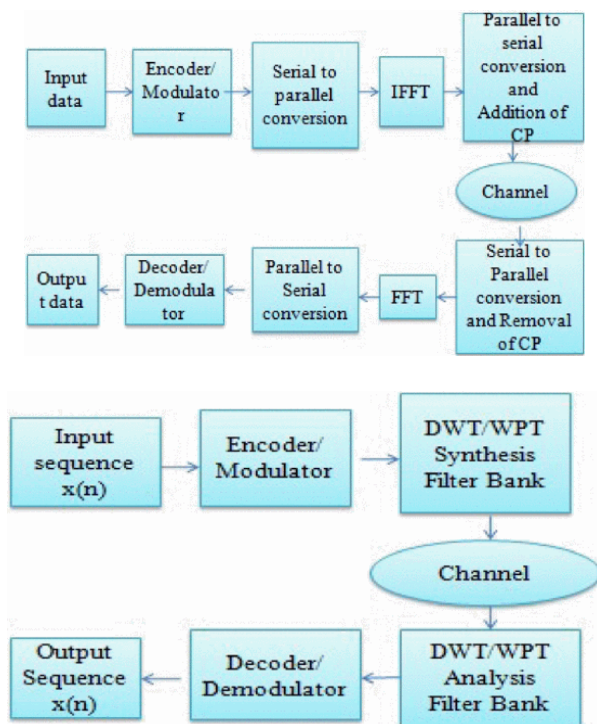 Input
data
Encoder/
Modulato
r
Serial to
parallel
conversion
IFFT
Parallel to
serial
conversion
and
Addition of
CP
Channel
Serial to
Parallel
conversion
and Removal
of CP
FFT
Parallel to
Serial
conversion
Decoder/
Demodula
tor
Outpu
t data
Input
sequence
x(n)
Encoder/
Modulator
DWT/WPT
Synthesis
Filter Bank
Channel
DWT/WPT
Analysis
Filter Bank
Decoder/
Demodulator
Output
Sequence
x(n)